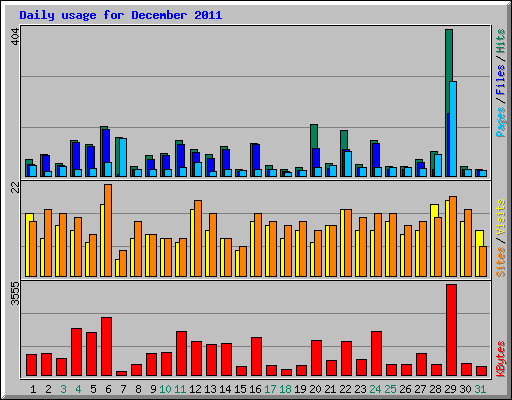 Daily usage for December 2011
404
Pages / Files / Hits
22
Sites / Visits
3555
KBytes
1 2 3 4 5 6 7 8 9 10 11 12 13 14 15 16 17 18 19 20 21 22 23 24 25 26 27 28 29 30 31